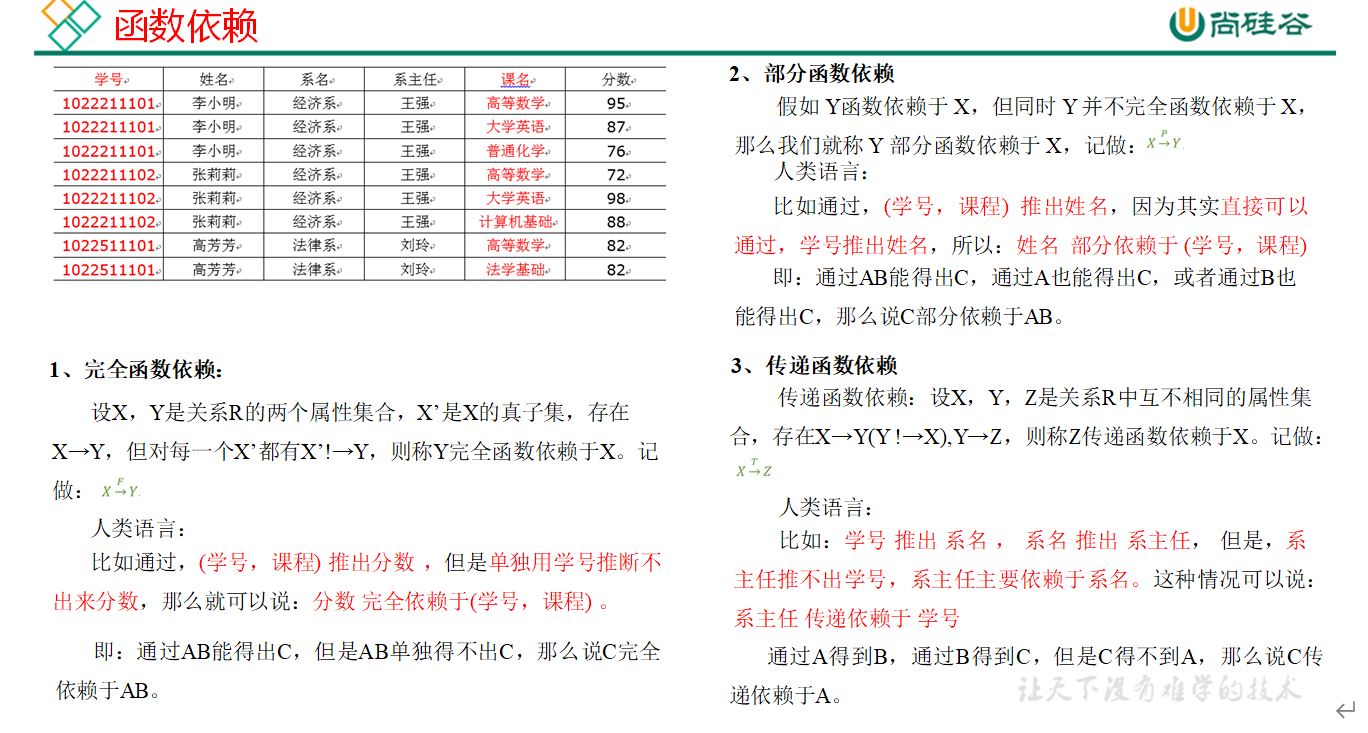 函数依赖
尚硅谷
学号 姓名 系名 系主任 课名 分数
1022211101 李小明 经济系 王强 高等数学 95
1022211101 李小明 经济系 王强 大学英语 87
1022211101 李小明 经济系 王强 普通化学 76
1022211102 张莉莉 经济系 王强 高等数学 72
1022211102 张莉莉 经济系 王强 大学英语 98
1022211102 张莉莉 经济系 王强 计算机基础 88
1022511101 高芳芳 法律系 刘玲 高等数学 82
1022511101 高芳芳 法律系 刘玲 法学基础 82
1、完全函数依赖：
设X，Y是关系R的两个属性集合，X’是X的真子集，存在
X→Y，但对每一个X’都有X’!→Y，则称Y完全函数依赖于X。记
做： X F→ Y.
人类语言：
比如通过，(学号，课程) 推出分数 ，但是单独用学号推断不
出来分数，那么就可以说：分数 完全依赖于(学号，课程) 。
即：通过AB能得出C，但是AB单独得不出C，那么说C完全
依赖于AB。
2、部分函数依赖
假如 Y函数依赖于 X，但同时 Y 并不完全函数依赖于 X，
那么我们就称 Y 部分函数依赖于 X，记做：X P→ Y.
人类语言：
比如通过，(学号，课程) 推出姓名，因为其实直接可以
通过，学号推出姓名，所以：姓名 部分依赖于 (学号，课程)
即：通过AB能得出C，通过A也能得出C，或者通过B也
能得出C，那么说C部分依赖于AB。
3、传递函数依赖
传递函数依赖：设X，Y，Z是关系R中互不相同的属性集
合，存在X→Y(Y !→X),Y→Z，则称Z传递函数依赖于X。记做：
X T→ Z
人类语言：
比如：学号 推出 系名 ， 系名 推出 系主任， 但是，系
主任推不出学号，系主任主要依赖于系名。这种情况可以说：
系主任 传递依赖于 学号
通过A得到B，通过B得到C，但是C得不到A，那么说C传
递依赖于A。
让天下没有难学的技术